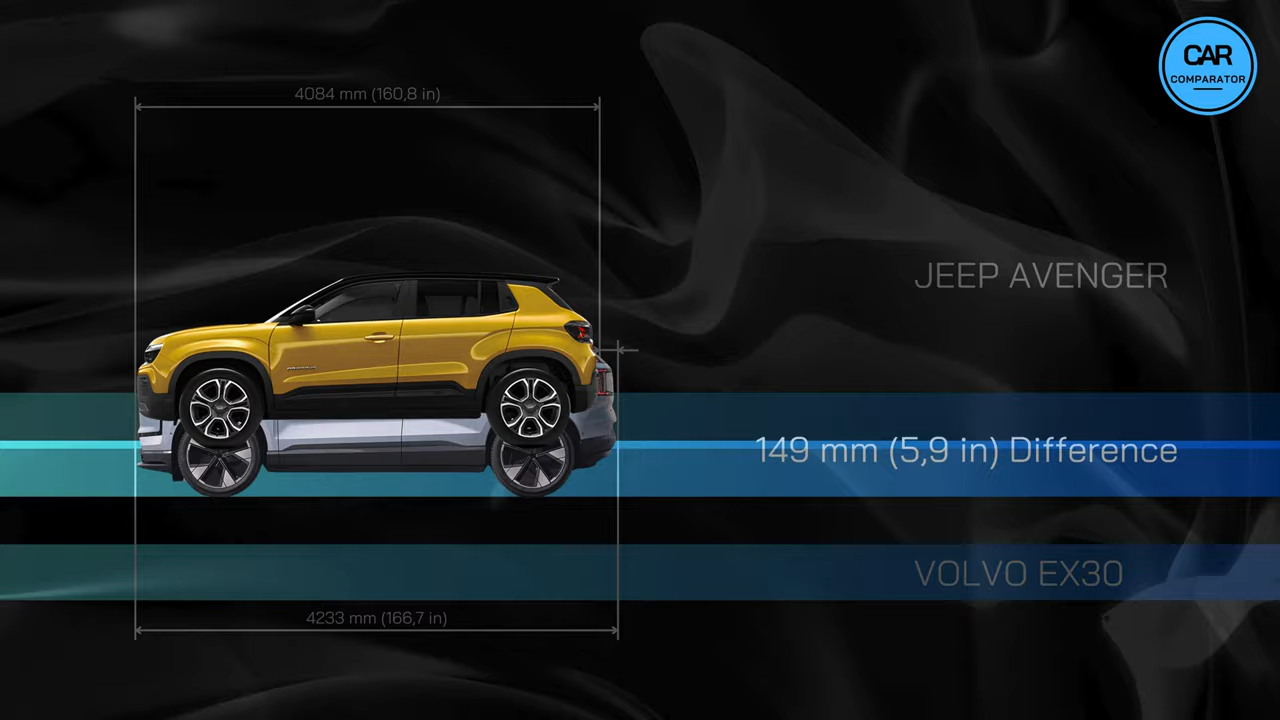 CAR
COMPARATOR
4084 mm (160,8 in)
JEEP AVENGER
149 mm (5,9 in) Difference
VOLVO EX30
4233 mm (166,7 in)